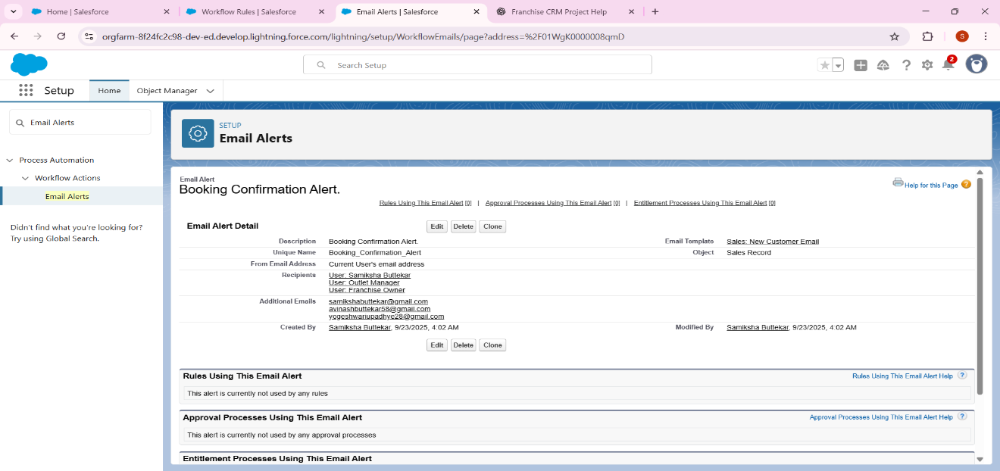 Home | Salesforce
Workflow Rules | Salesforce
Email Alerts | Salesforce
Franchise CRM Project Help
orgfarm-8f24fc2c98-dev-ed.develop.lightning.force.com/lightning/setup/WorkflowEmails/page?address=%2F01WgK0000008qmD
S
Search Setup
2
Setup
Home
Object Manager
Email Alerts
Process Automation
Workflow Actions
Email Alerts
Didn't find what you're looking for?
Try using Global Search.
SETUP
Email Alerts
Email Alert
Booking Confirmation Alert.
Help for this Page ?
Rules Using This Email Alert [0] | Approval Processes Using This Email Alert [0] | Entitlement Processes Using This Email Alert [0]
Email Alert Detail
Edit Delete Clone
Description Booking Confirmation Alert. Email Template Sales: New Customer Email
Unique Name Booking_Confirmation_Alert Object Sales Record
From Email Address Current User's email address
Recipients User: Samiksha Buttekar
User: Outlet Manager
User: Franchise Owner
Additional Emails samikshabuttekar@gmail.com
avinashbuttekar58@gmail.com
yogeshwariupadhye28@gmail.com
Created By Samiksha Buttekar, 9/23/2025, 4:02 AM Modified By Samiksha Buttekar, 9/23/2025, 4:02 AM
Edit Delete Clone
Rules Using This Email Alert Rules Using This Email Alert Help ?
This alert is currently not used by any rules
Approval Processes Using This Email Alert Approval Processes Using This Email Alert Help ?
This alert is currently not used by any approval processes
Entitlement Processes Using This Email Alert